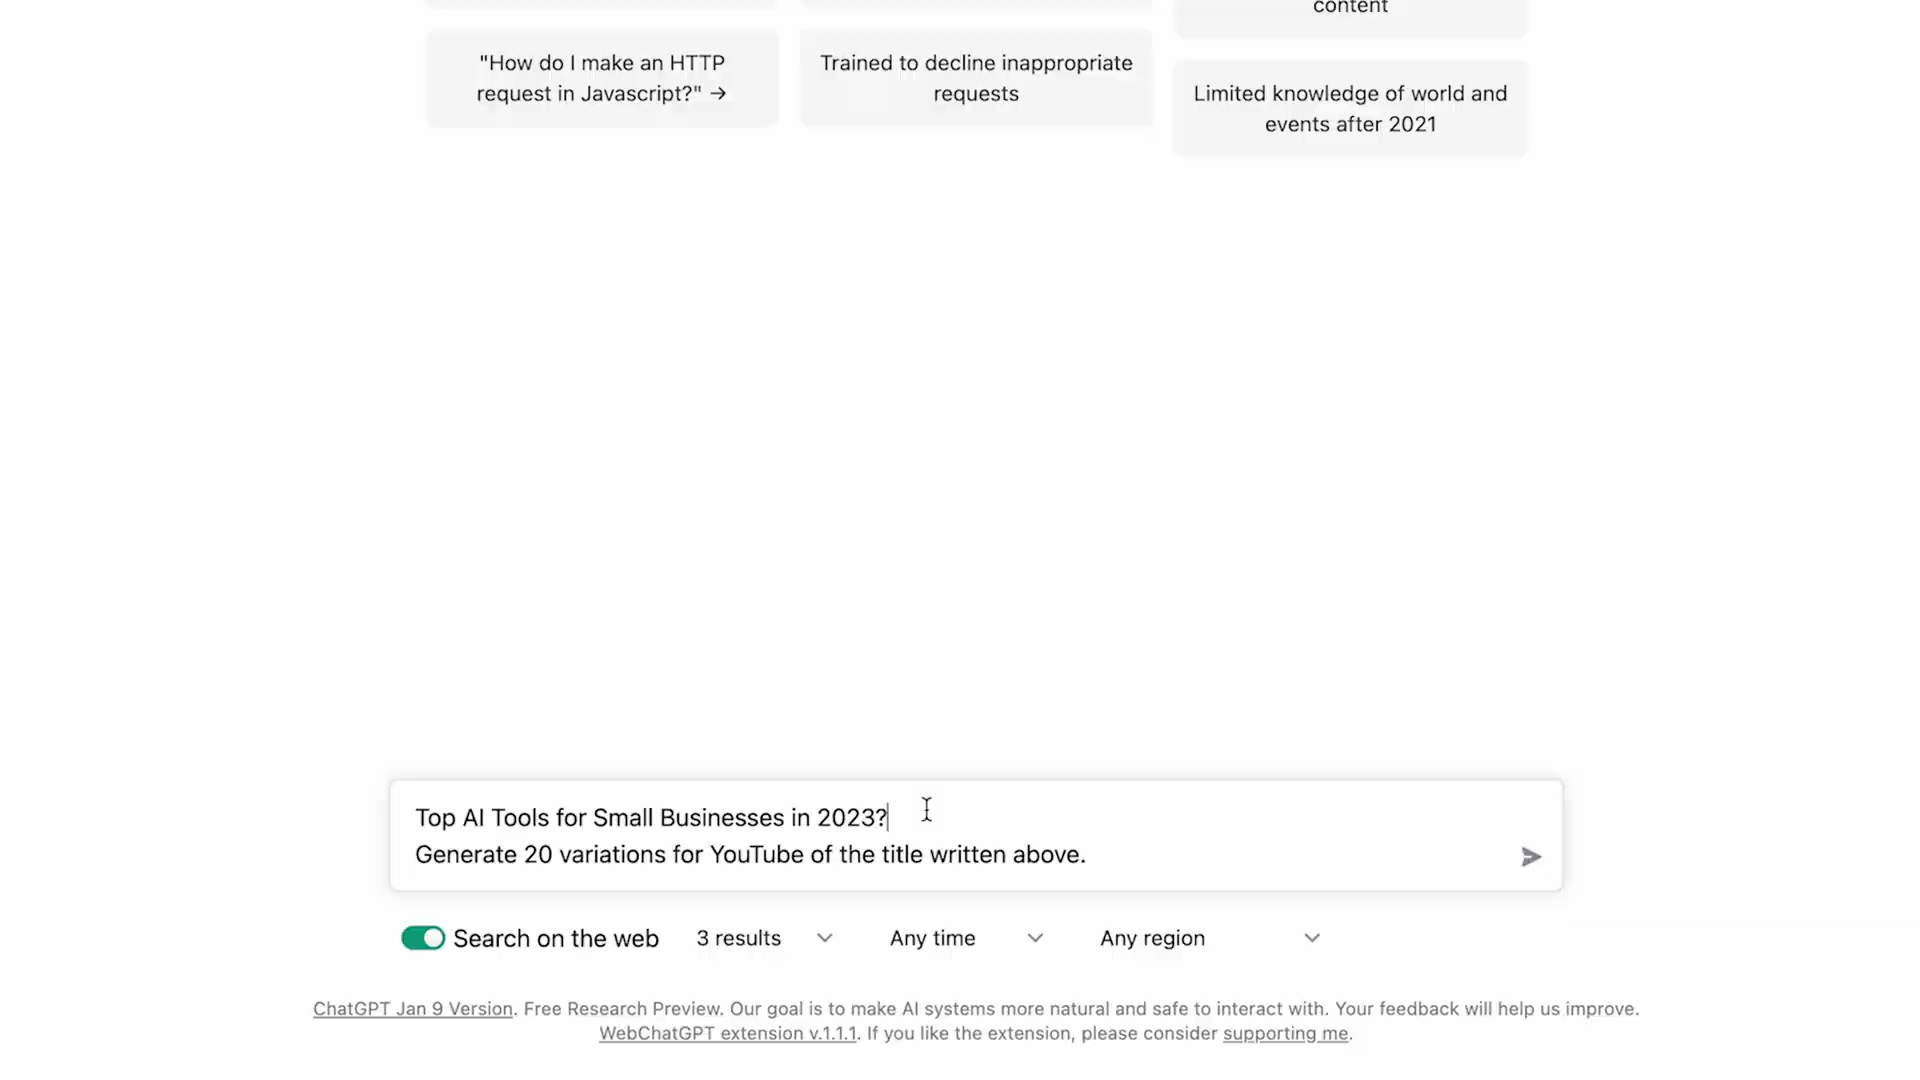 content
"How do I make an HTTP
request in Javascript?" →
Trained to decline inappropriate
requests
Limited knowledge of world and
events after 2021
Top AI Tools for Small Businesses in 2023?
Generate 20 variations for YouTube of the title written above.
Search on the web 3 results Any time Any region
ChatGPT Jan 9 Version. Free Research Preview. Our goal is to make AI systems more natural and safe to interact with. Your feedback will help us improve.
WebChatGPT extension v.1.1.1. If you like the extension, please consider supporting me.